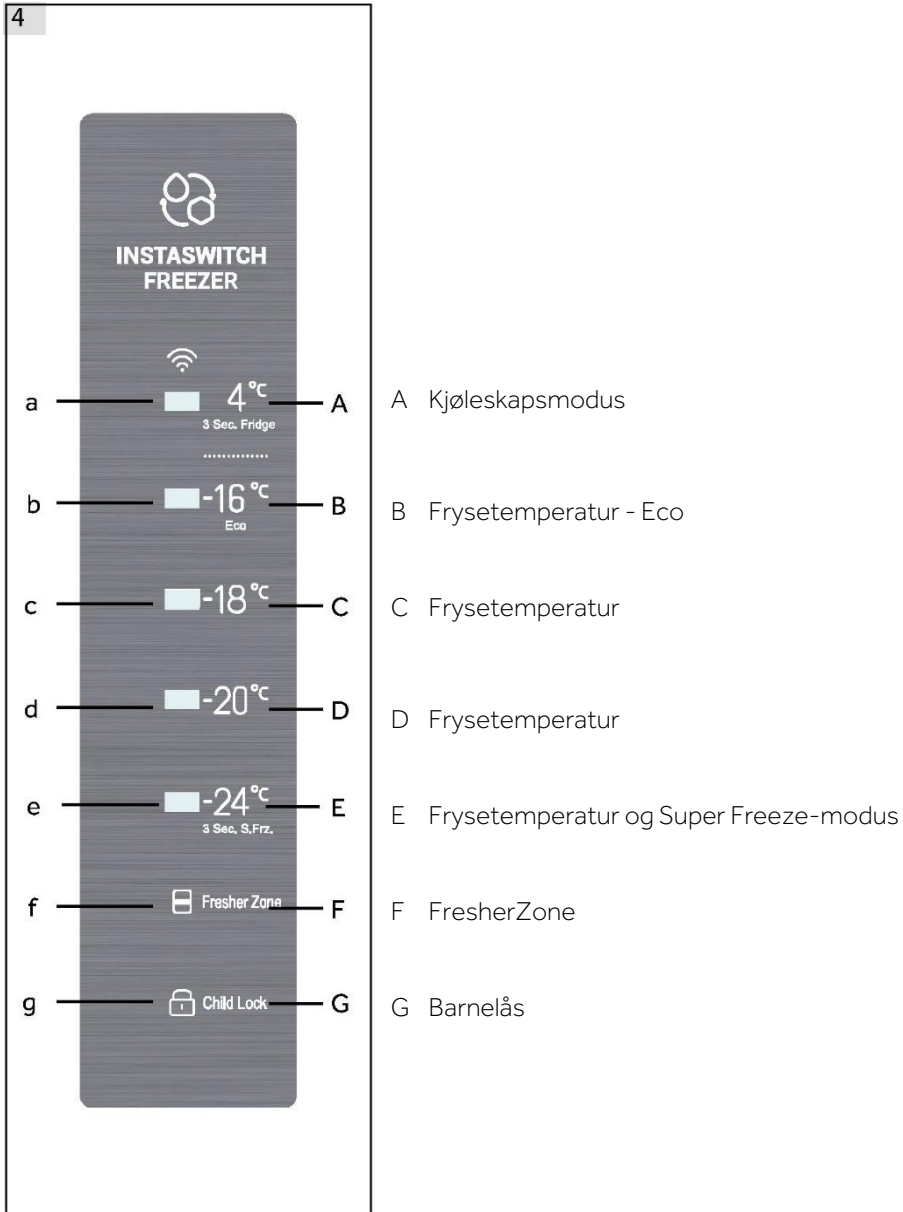 4
INSTASWITCH
FREEZER
a 4°C A
3 Sec. Fridge
A Kjøleskapsmodus
b -16°C B
Eco
B Frysetemperatur - Eco
c -18°C C
C Frysetemperatur
d -20°C D
D Frysetemperatur
e -24°C E
3 Sec. S.Frz.
E Frysetemperatur og Super Freeze-modus
f Fresher Zone F
F FresherZone
g Child Lock G
G Barnelås